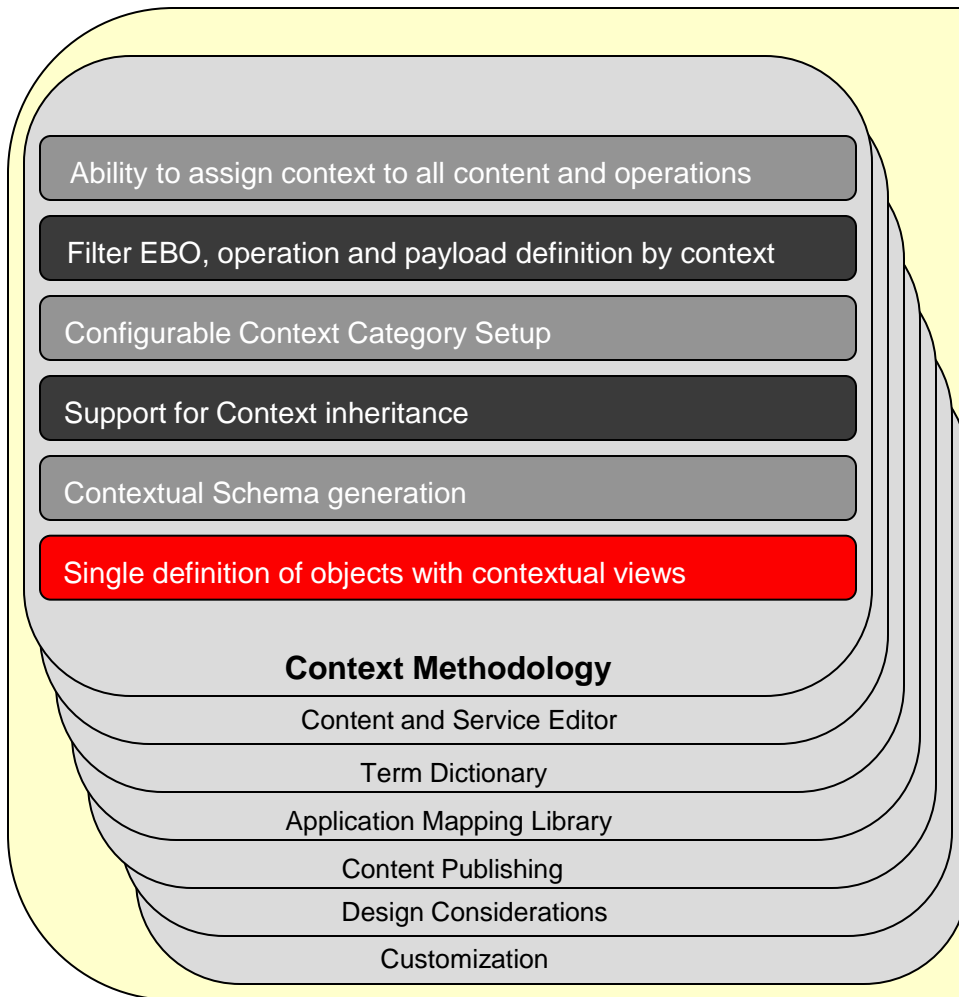 Ability to assign context to all content and operations
Filter EBO, operation and payload definition by context
Configurable Context Category Setup
Support for Context inheritance
Contextual Schema generation
Single definition of objects with contextual views
Context Methodology
Content and Service Editor
Term Dictionary
Application Mapping Library
Content Publishing
Design Considerations
Customization